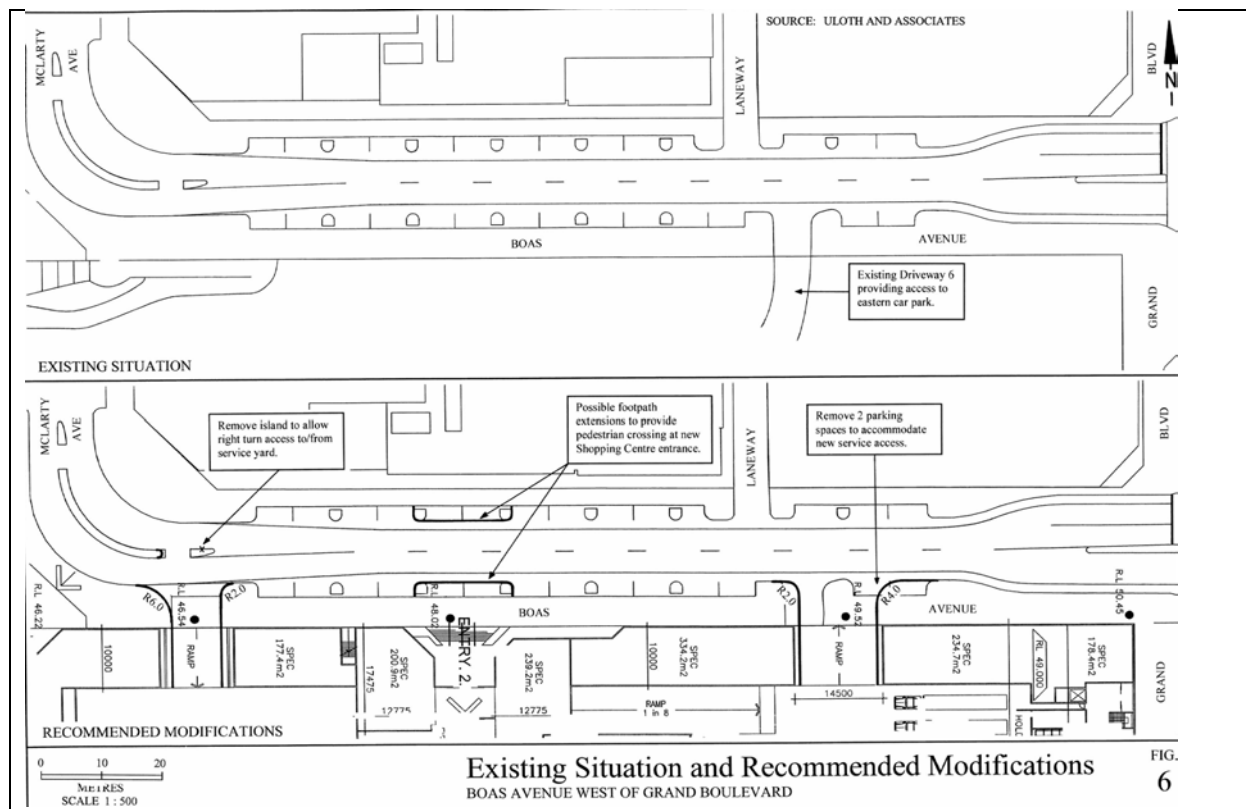 SOURCE: ULOTH AND ASSOCIATES
MCLARTY
AVE
LANEWAY
BLVD
N
BOAS
AVENUE
Existing Driveway 6
providing access to
eastern car park.
GRAND
EXISTING SITUATION
MCLARTY
AVE
Remove island to allow
right turn access to/from
service yard.
Possible footpath
extensions to provide
pedestrian crossing at new
Shopping Centre entrance.
Remove 2 parking
spaces to accommodate
new service access.
LANEWAY
BLVD
R.L 46.22
R6.0
R.L 46.54
R2.0
R.L 48.02
BOAS
R2.0
R.L 49.52
R4.0
AVENUE
R.L 50.45
10000
RAMP
SPEC
177.4m2
17475
SPEC
200.9m2
12775
ENTRY. 2
SPEC
239.2m2
12775
10000
SPEC
334.2m2
RAMP
1 in 8
RAMP
14500
SPEC
234.7m2
RL 49.000
SPEC
178.4m2
GRAND
RECOMMENDED MODIFICATIONS
0 10 20
METRES
SCALE 1 : 500
Existing Situation and Recommended Modifications
BOAS AVENUE WEST OF GRAND BOULEVARD
FIG.
6